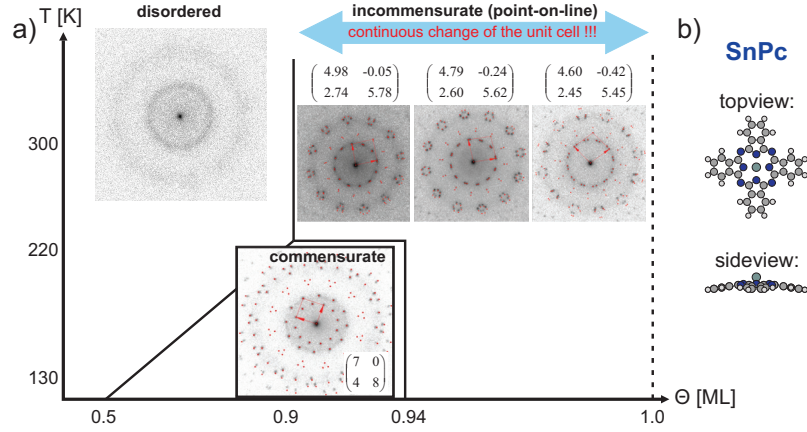 a)
T [K]
disordered
incommensurate (point-on-line)
continuous change of the unit cell !!!
4.98 -0.05
2.74 5.78
4.79 -0.24
2.60 5.62
4.60 -0.42
2.45 5.45
300
220
130
commensurate
7 0
4 8
0.5
0.9
0.94
1.0
Θ [ML]
b)
SnPc
topview:
sideview: